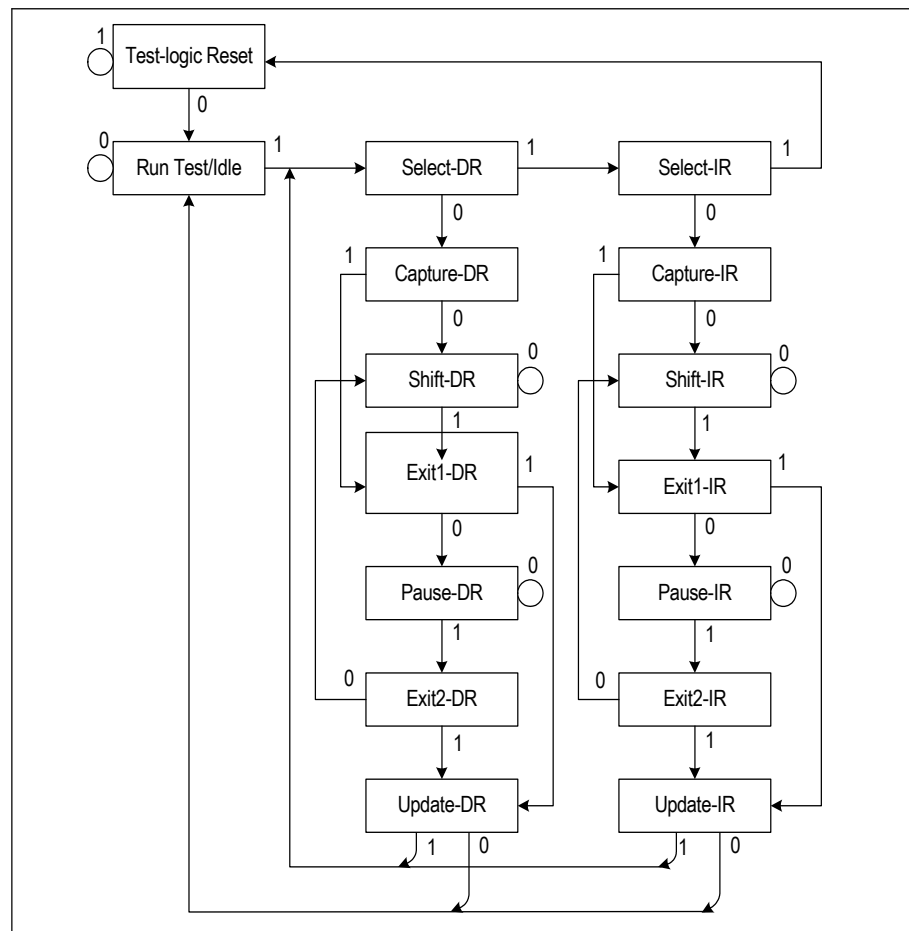 1
Test-logic Reset
0
0
Run Test/Idle
1
Select-DR
1
Select-IR
1
0
0
1
Capture-DR
1
Capture-IR
0
0
Shift-DR
0
Shift-IR
0
1
1
Exit1-DR
1
Exit1-IR
1
0
0
Pause-DR
0
Pause-IR
0
1
1
0
Exit2-DR
0
Exit2-IR
1
1
Update-DR
Update-IR
1
0
1
0